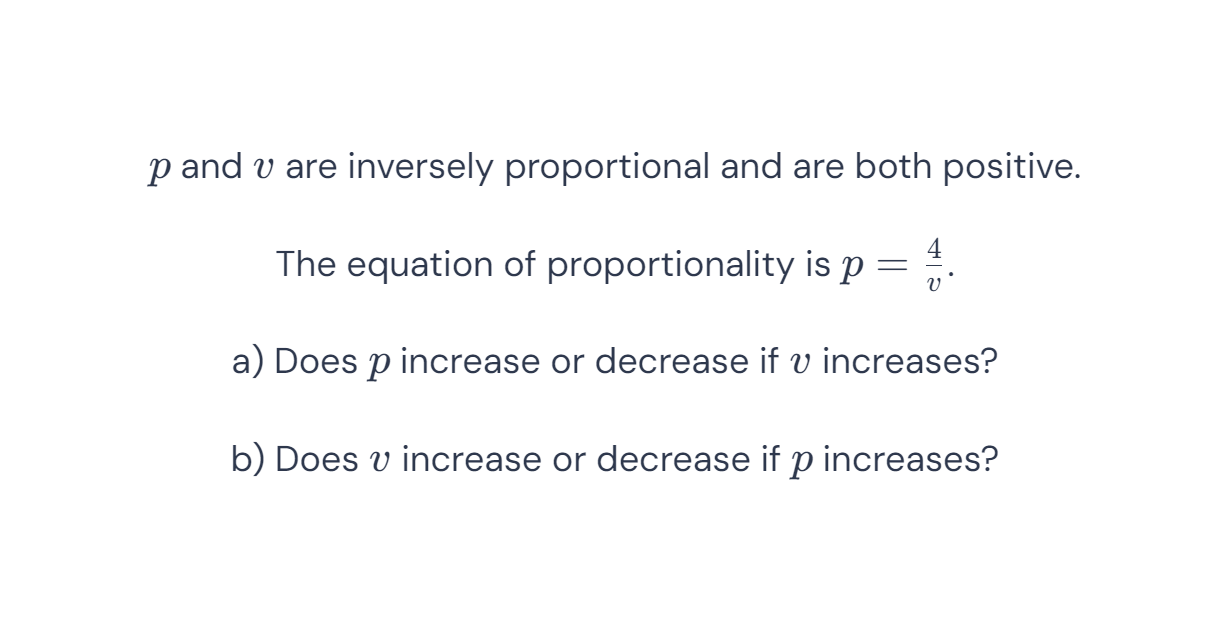 p and v are inversely proportional and are both positive.
The equation of proportionality is p = \frac{4}{v}.
a) Does p increase or decrease if v increases?
b) Does v increase or decrease if p increases?